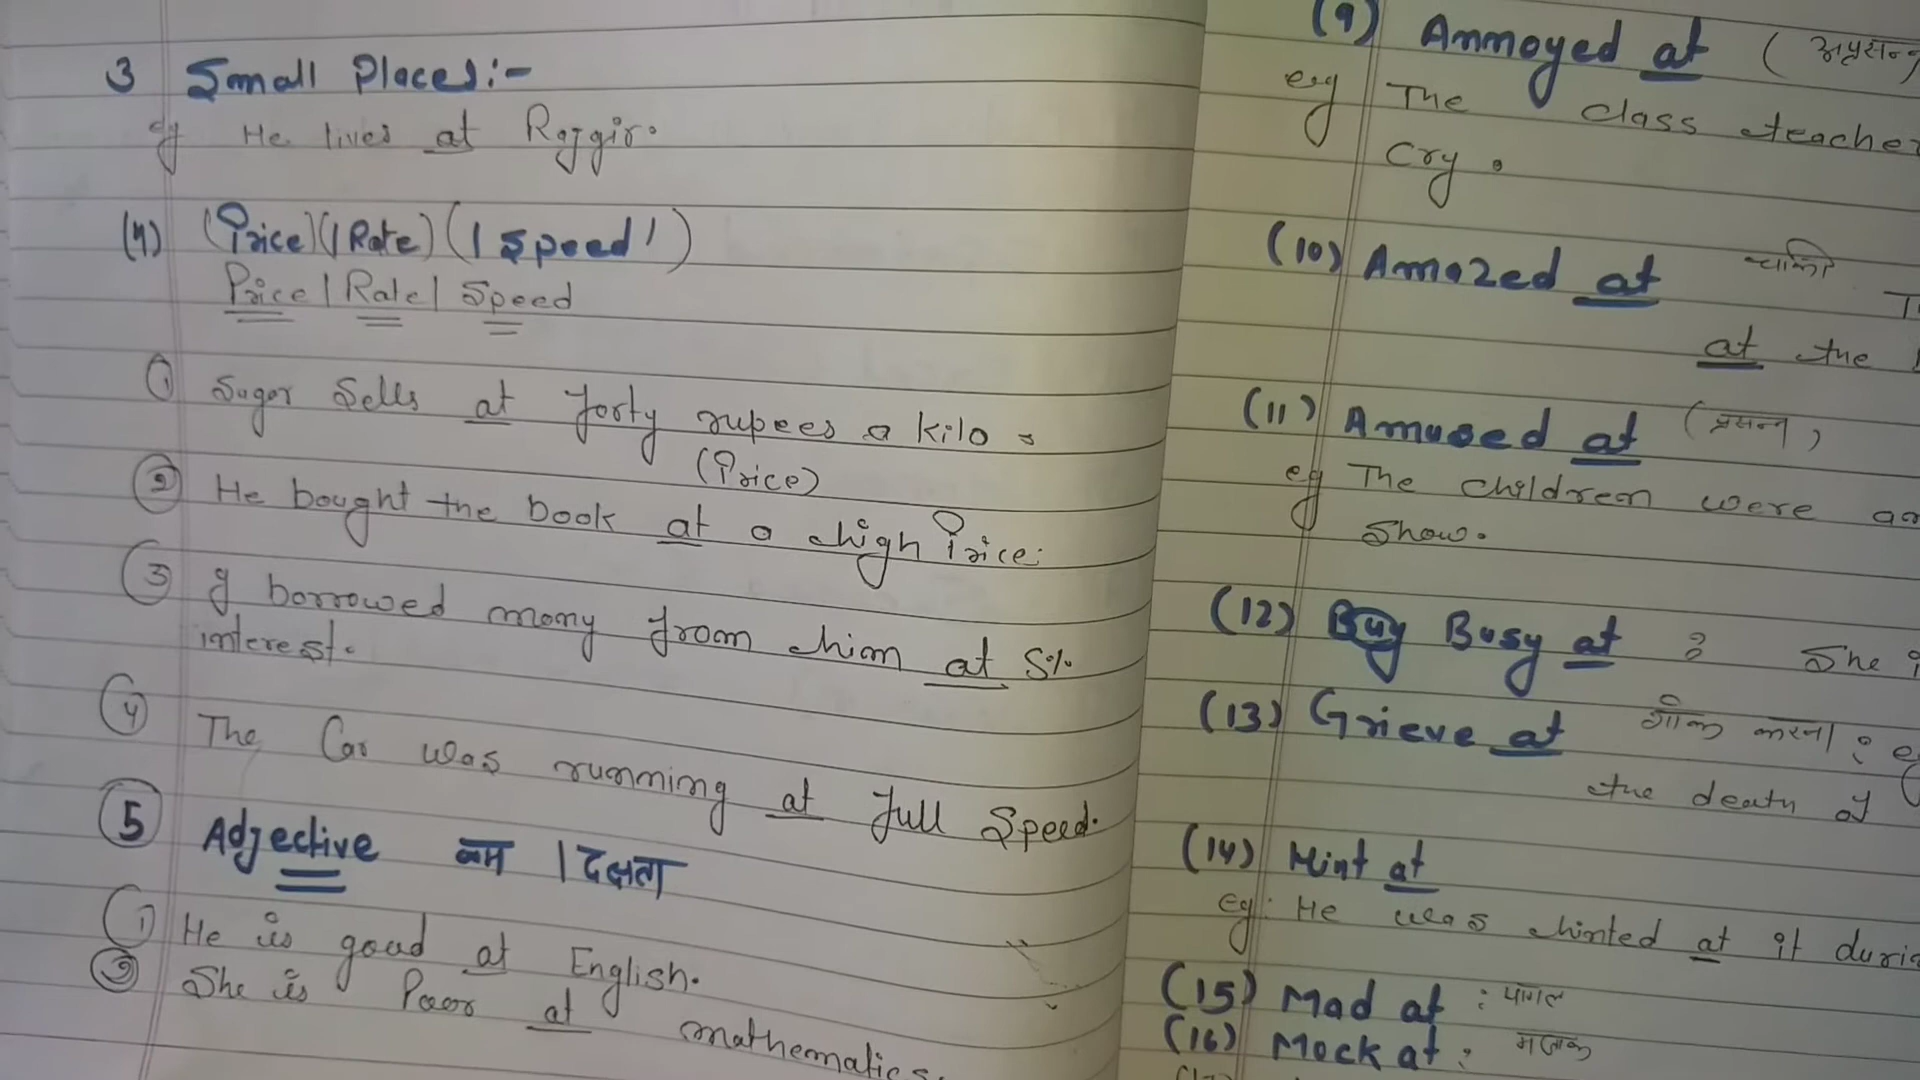 3 Small Places:-
eg He lives at Rajgir.
(4) (Price) (Rate) (Speed)
Price | Rate | Speed
① Sugar sells at forty rupees a kilo
(Price)
② He bought the book at a high Price.
③ I borrowed money from him at 5%
interest.
④ The Car was running at full speed.
⑤ Adjective कम । दक्षता
① He is good at English.
② She is Poor at mathematics.
(9) Annoyed at (अप्रसन्न)
eg The class teacher
Cry.
(10) Amazed at
at the
(11) Amused at (प्रसन्न)
eg The children were
Show.
(12) Busy at : She
(13) Grieve at शोक करना :
the death of
(14) Hint at
Eg: He was hinted at it
(15) Mad at : पागल
(16) Mock at : मजाक